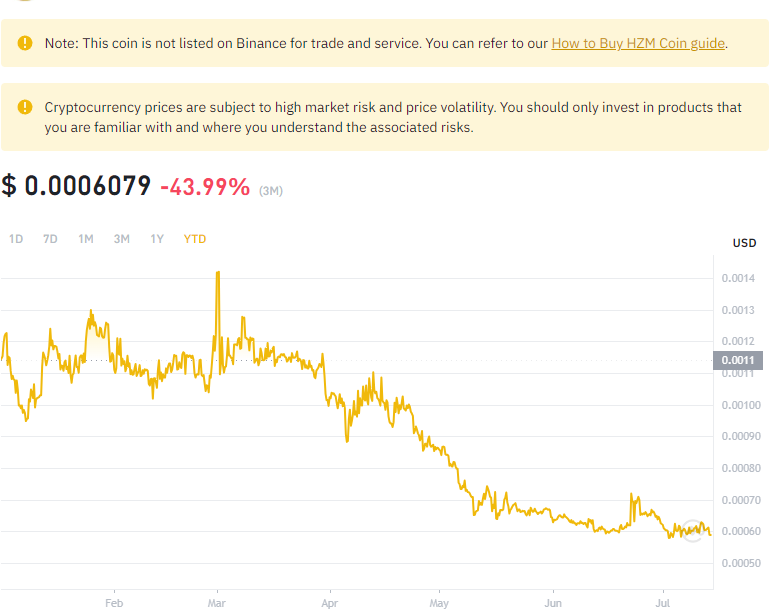 Note: This coin is not listed on Binance for trade and service. You can refer to our How to Buy HZM Coin guide.
Cryptocurrency prices are subject to high market risk and price volatility. You should only invest in products that
you are familiar with and where you understand the associated risks.
$ 0.0006079 -43.99% (3M)
1D 7D 1M 3M 1Y YTD
USD
0.0014
0.0013
0.0012
0.0011
0.0011
0.00100
0.00090
0.00080
0.00070
0.00060
0.00050
Feb Mar Apr May Jun Jul